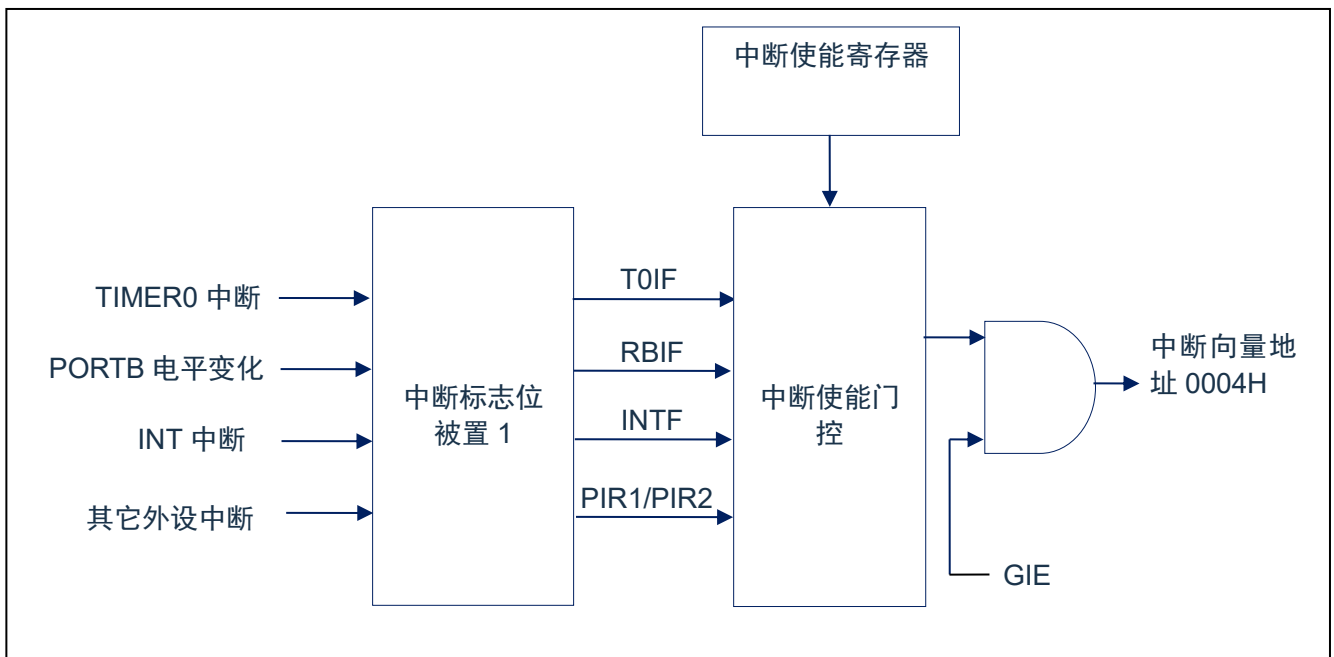 中断使能寄存器
TIMER0 中断
PORTB 电平变化
INT 中断
其它外设中断
中断标志位
被置 1
T0IF
RBIF
INTF
PIR1/PIR2
中断使能门
控
GIE
中断向量地
址 0004H